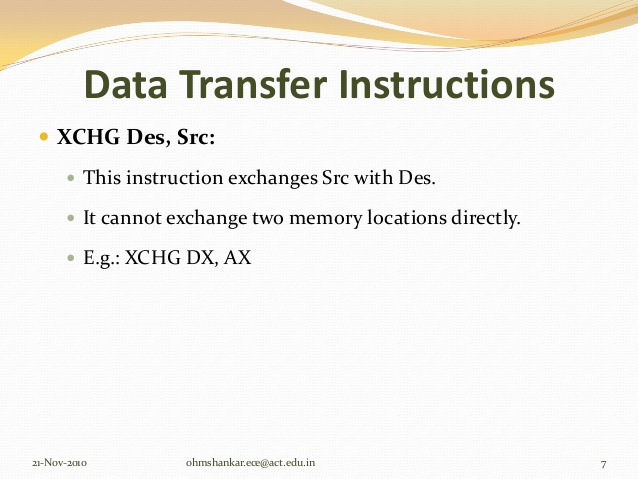 Data Transfer Instructions
XCHG Des, Src:
This instruction exchanges Src with Des.
It cannot exchange two memory locations directly.
E.g.: XCHG DX, AX
21-Nov-2010 ohmshankar.ece@act.edu.in 7